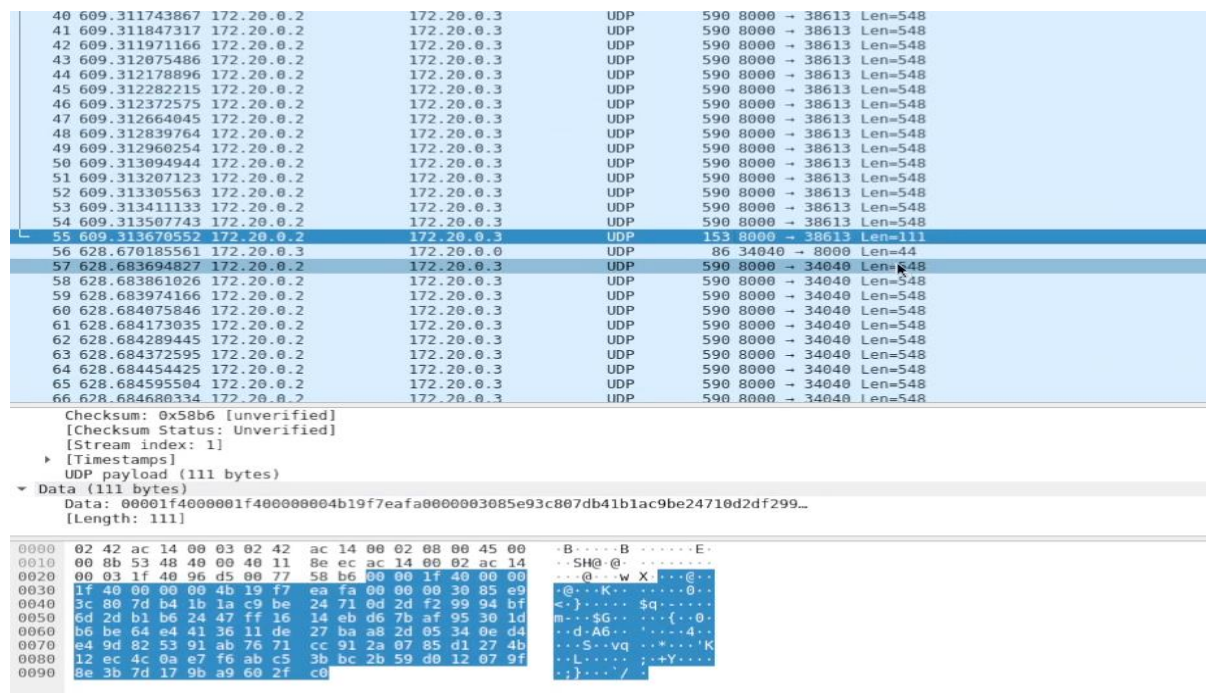 40 609.311743867 172.20.0.2 172.20.0.3 UDP 590 8000 → 38613 Len=548
41 609.311847317 172.20.0.2 172.20.0.3 UDP 590 8000 → 38613 Len=548
42 609.311971166 172.20.0.2 172.20.0.3 UDP 590 8000 → 38613 Len=548
43 609.312075486 172.20.0.2 172.20.0.3 UDP 590 8000 → 38613 Len=548
44 609.312178896 172.20.0.2 172.20.0.3 UDP 590 8000 → 38613 Len=548
45 609.312282215 172.20.0.2 172.20.0.3 UDP 590 8000 → 38613 Len=548
46 609.312372575 172.20.0.2 172.20.0.3 UDP 590 8000 → 38613 Len=548
47 609.312664045 172.20.0.2 172.20.0.3 UDP 590 8000 → 38613 Len=548
48 609.312839764 172.20.0.2 172.20.0.3 UDP 590 8000 → 38613 Len=548
49 609.312960254 172.20.0.2 172.20.0.3 UDP 590 8000 → 38613 Len=548
50 609.313094944 172.20.0.2 172.20.0.3 UDP 590 8000 → 38613 Len=548
51 609.313207123 172.20.0.2 172.20.0.3 UDP 590 8000 → 38613 Len=548
52 609.313305563 172.20.0.2 172.20.0.3 UDP 590 8000 → 38613 Len=548
53 609.313411133 172.20.0.2 172.20.0.3 UDP 590 8000 → 38613 Len=548
54 609.313507743 172.20.0.2 172.20.0.3 UDP 590 8000 → 38613 Len=548
55 609.313670552 172.20.0.2 172.20.0.3 UDP 153 8000 → 38613 Len=111
56 628.670185561 172.20.0.3 172.20.0.0 UDP 86 34040 → 8000 Len=44
57 628.683694827 172.20.0.2 172.20.0.3 UDP 590 8000 → 34040 Len=548
58 628.683861026 172.20.0.2 172.20.0.3 UDP 590 8000 → 34040 Len=548
59 628.683974166 172.20.0.2 172.20.0.3 UDP 590 8000 → 34040 Len=548
60 628.684075846 172.20.0.2 172.20.0.3 UDP 590 8000 → 34040 Len=548
61 628.684173035 172.20.0.2 172.20.0.3 UDP 590 8000 → 34040 Len=548
62 628.684289445 172.20.0.2 172.20.0.3 UDP 590 8000 → 34040 Len=548
63 628.684372595 172.20.0.2 172.20.0.3 UDP 590 8000 → 34040 Len=548
64 628.684454425 172.20.0.2 172.20.0.3 UDP 590 8000 → 34040 Len=548
65 628.684595504 172.20.0.2 172.20.0.3 UDP 590 8000 → 34040 Len=548
66 628.684680334 172.20.0.2 172.20.0.3 UDP 590 8000 → 34040 Len=548
Checksum: 0x58b6 [unverified]
[Checksum Status: Unverified]
[Stream index: 1]
[Timestamps]
UDP payload (111 bytes)
Data (111 bytes)
Data: 00001f4000001f400000004b19f7eafa0000003085e93c807db41b1ac9be24710d2df299…
[Length: 111]
0000 02 42 ac 14 00 03 02 42 ac 14 00 02 08 00 45 00 ·B·····B ······E·
0010 00 8b 53 48 40 00 40 11 8e ec ac 14 00 02 ac 14 ··SH@·@· ········
0020 00 03 1f 40 96 d5 00 77 58 b6 00 00 1f 40 00 00 ···@···w X····@··
0030 1f 40 00 00 00 4b 19 f7 ea fa 00 00 00 30 85 e9 ·@···K·· ·····0··
0040 3c 80 7d b4 1b 1a c9 be 24 71 0d 2d f2 99 94 bf <·}····· $q·-····
0050 6d 2d b1 b6 24 47 ff 16 14 eb d6 7b af 95 30 1d m-··$G·· ···{··0·
0060 b6 be 64 e4 41 36 11 de 27 ba a8 2d 05 34 0e d4 ··d·A6·· '··-·4··
0070 e4 9d 82 53 91 ab 76 71 cc 91 2a 07 85 d1 27 4b ···S··vq ··*···'K
0080 12 ec 4c 0a e7 f6 ab c5 3b bc 2b 59 d0 12 07 9f ··L····· ;·+Y····
0090 8e 3b 7d 17 9b a9 60 2f c0 ·;}···`/ ·